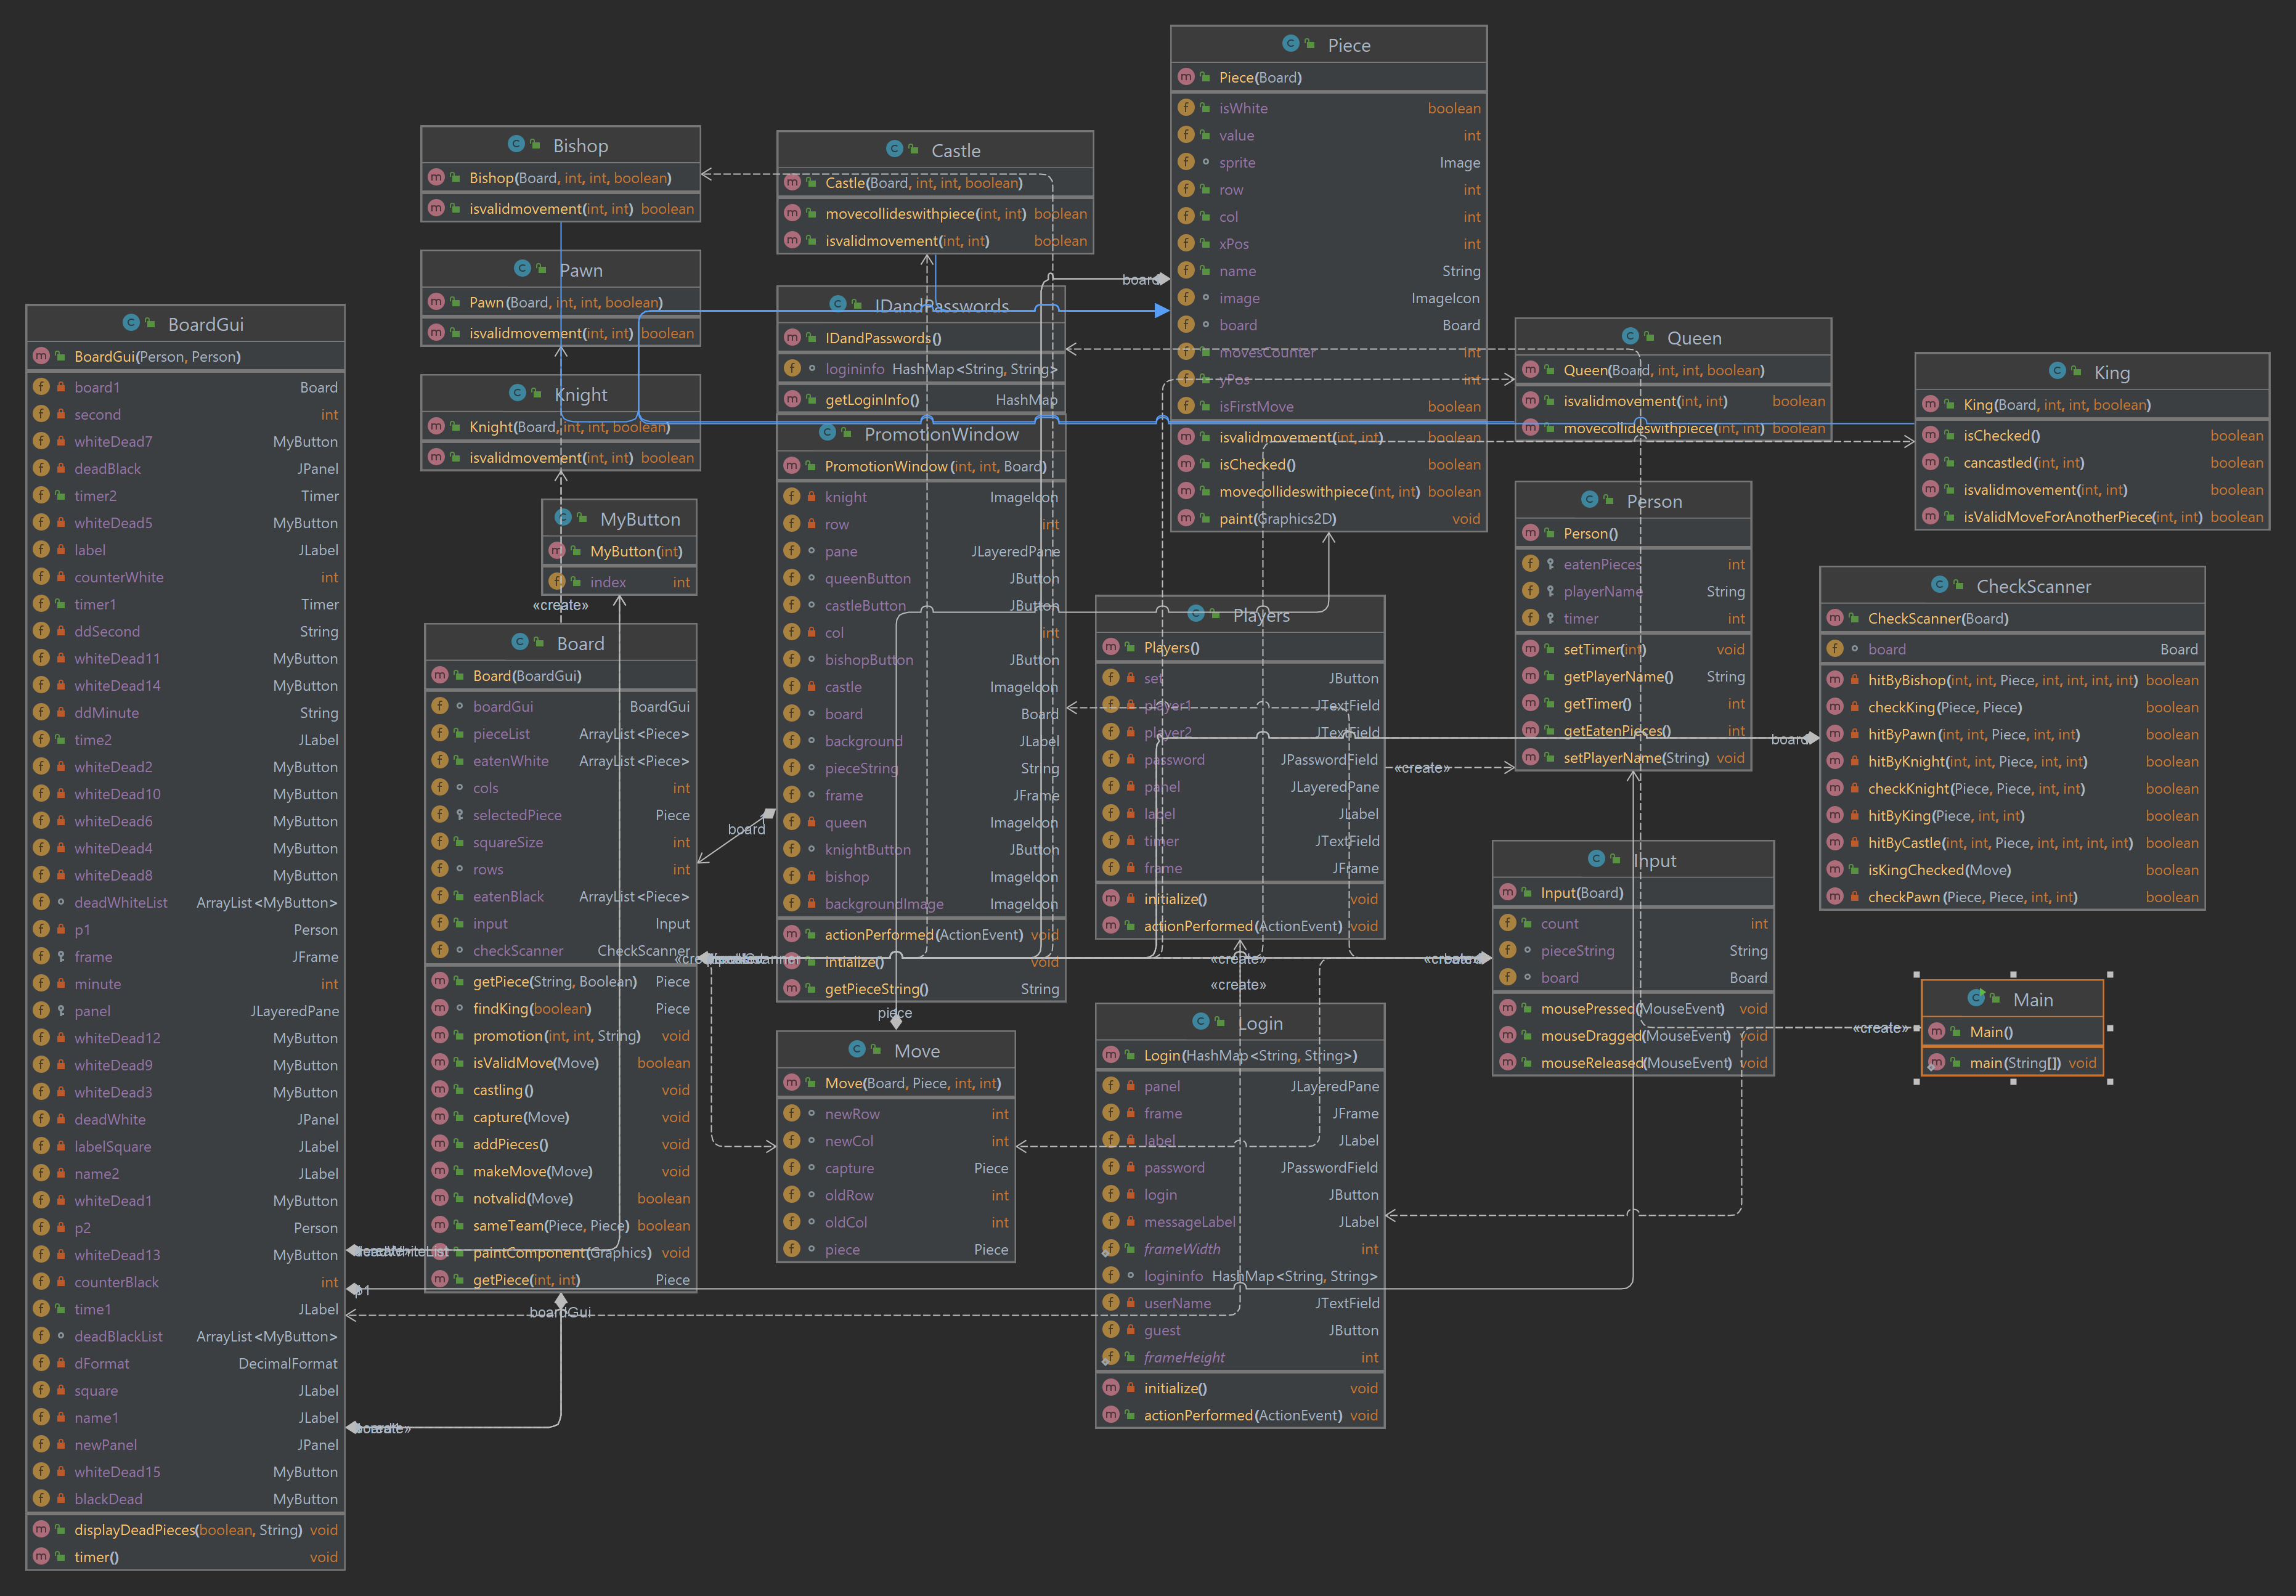 Piece
Piece(Board)
isWhite boolean
value int
sprite Image
row int
col int
xPos int
name String
image ImageIcon
board Board
movesCounter int
yPos int
isFirstMove boolean
isvalidmovement(int, int) boolean
isChecked() boolean
movecollideswithpiece(int, int) boolean
paint(Graphics2D) void
Bishop
Bishop(Board, int, int, boolean)
isvalidmovement(int, int) boolean
Castle
Castle(Board, int, int, boolean)
movecollideswithpiece(int, int) boolean
isvalidmovement(int, int) boolean
Pawn
Pawn(Board, int, int, boolean)
isvalidmovement(int, int) boolean
board
IDandPasswords
IDandPasswords()
logininfo HashMap<String, String>
getLoginInfo() HashMap
BoardGui
BoardGui(Person, Person)
board1 Board
second int
whiteDead7 MyButton
deadBlack JPanel
timer2 Timer
whiteDead5 MyButton
label JLabel
counterWhite int
timer1 Timer
ddSecond String
whiteDead11 MyButton
whiteDead14 MyButton
ddMinute String
time2 JLabel
whiteDead2 MyButton
whiteDead10 MyButton
whiteDead6 MyButton
whiteDead4 MyButton
whiteDead8 MyButton
deadWhiteList ArrayList<MyButton>
p1 Person
frame JFrame
minute int
panel JLayeredPane
whiteDead12 MyButton
whiteDead9 MyButton
whiteDead3 MyButton
deadWhite JPanel
labelSquare JLabel
name2 JLabel
whiteDead1 MyButton
p2 Person
whiteDead13 MyButton
counterBlack int
time1 JLabel
deadBlackList ArrayList<MyButton>
dFormat DecimalFormat
square JLabel
name1 JLabel
newPanel JPanel
whiteDead15 MyButton
blackDead MyButton
displayDeadPieces(boolean, String) void
timer() void
Queen
Queen(Board, int, int, boolean)
isvalidmovement(int, int) boolean
movecollideswithpiece(int, int) boolean
King
King(Board, int, int, boolean)
isChecked() boolean
cancastled(int, int) boolean
isvalidmovement(int, int) boolean
isValidMoveForAnotherPiece(int, int) boolean
Knight
Knight(Board, int, int, boolean)
isvalidmovement(int, int) boolean
PromotionWindow
PromotionWindow(int, int, Board)
knight ImageIcon
row int
pane JLayeredPane
queenButton JButton
castleButton JButton
col int
bishopButton JButton
castle ImageIcon
board Board
background JLabel
pieceString String
frame JFrame
queen ImageIcon
knightButton JButton
bishop ImageIcon
backgroundImage ImageIcon
actionPerformed(ActionEvent) void
intialize() void
getPieceString() String
MyButton
MyButton(int)
index int
«create»
Person
Person()
eatenPieces int
playerName String
timer int
setTimer(int) void
getPlayerName() String
getTimer() int
getEatenPieces() int
setPlayerName(String) void
CheckScanner
CheckScanner(Board)
board Board
hitByBishop(int, int, Piece, int, int, int, int) boolean
checkKing(Piece, Piece) boolean
hitByPawn(int, int, Piece, int, int) boolean
hitByKnight(int, int, Piece, int, int) boolean
checkKnight(Piece, Piece, int, int) boolean
hitByKing(Piece, int, int) boolean
hitByCastle(int, int, Piece, int, int, int, int) boolean
isKingChecked(Move) boolean
checkPawn(Piece, Piece, int, int) boolean
board
Players
Players()
set JButton
player1 JTextField
player2 JTextField
password JPasswordField
panel JLayeredPane
label JLabel
timer JTextField
frame JFrame
initialize() void
actionPerformed(ActionEvent) void
«create»
Board
Board(BoardGui)
boardGui BoardGui
pieceList ArrayList<Piece>
eatenWhite ArrayList<Piece>
cols int
selectedPiece Piece
squareSize int
rows int
eatenBlack ArrayList<Piece>
input Input
checkScanner CheckScanner
getPiece(String, Boolean) Piece
findKing(boolean) Piece
promotion(int, int, String) void
isValidMove(Move) boolean
castling() void
capture(Move) void
addPieces() void
makeMove(Move) void
notvalid(Move) boolean
sameTeam(Piece, Piece) boolean
paintComponent(Graphics) void
getPiece(int, int) Piece
board
Input
Input(Board)
count int
pieceString String
board Board
mousePressed(MouseEvent) void
mouseDragged(MouseEvent) void
mouseReleased(MouseEvent) void
«create»
«create»
piece
Main
Main()
main(String[]) void
«create»
Move
Move(Board, Piece, int, int)
newRow int
newCol int
capture Piece
oldRow int
oldCol int
piece Piece
Login
Login(HashMap<String, String>)
panel JLayeredPane
frame JFrame
label JLabel
password JPasswordField
login JButton
messageLabel JLabel
frameWidth int
logininfo HashMap<String, String>
userName JTextField
guest JButton
frameHeight int
initialize() void
actionPerformed(ActionEvent) void
boardGui